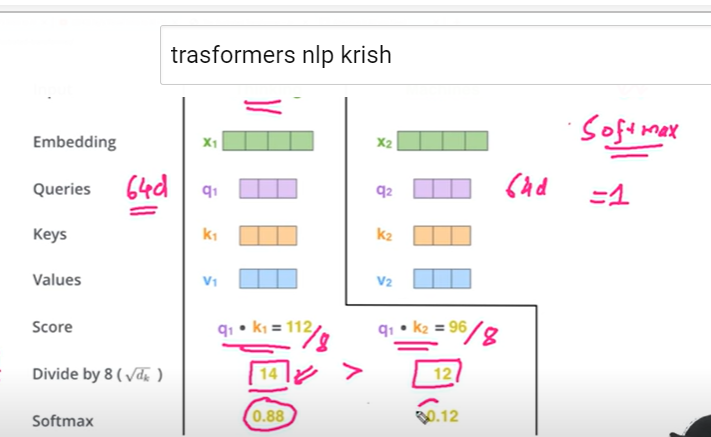 trasformers nlp krish
Softmax
Embedding x₁ x₂
Queries 64d q₁ q₂ 64d =1
Keys k₁ k₂
Values v₁ v₂
Score q₁ • k₁ = 112/8 q₁ • k₂ = 96/8
Divide by 8 ( √dₖ ) 14 > 12
Softmax 0.88 0.12